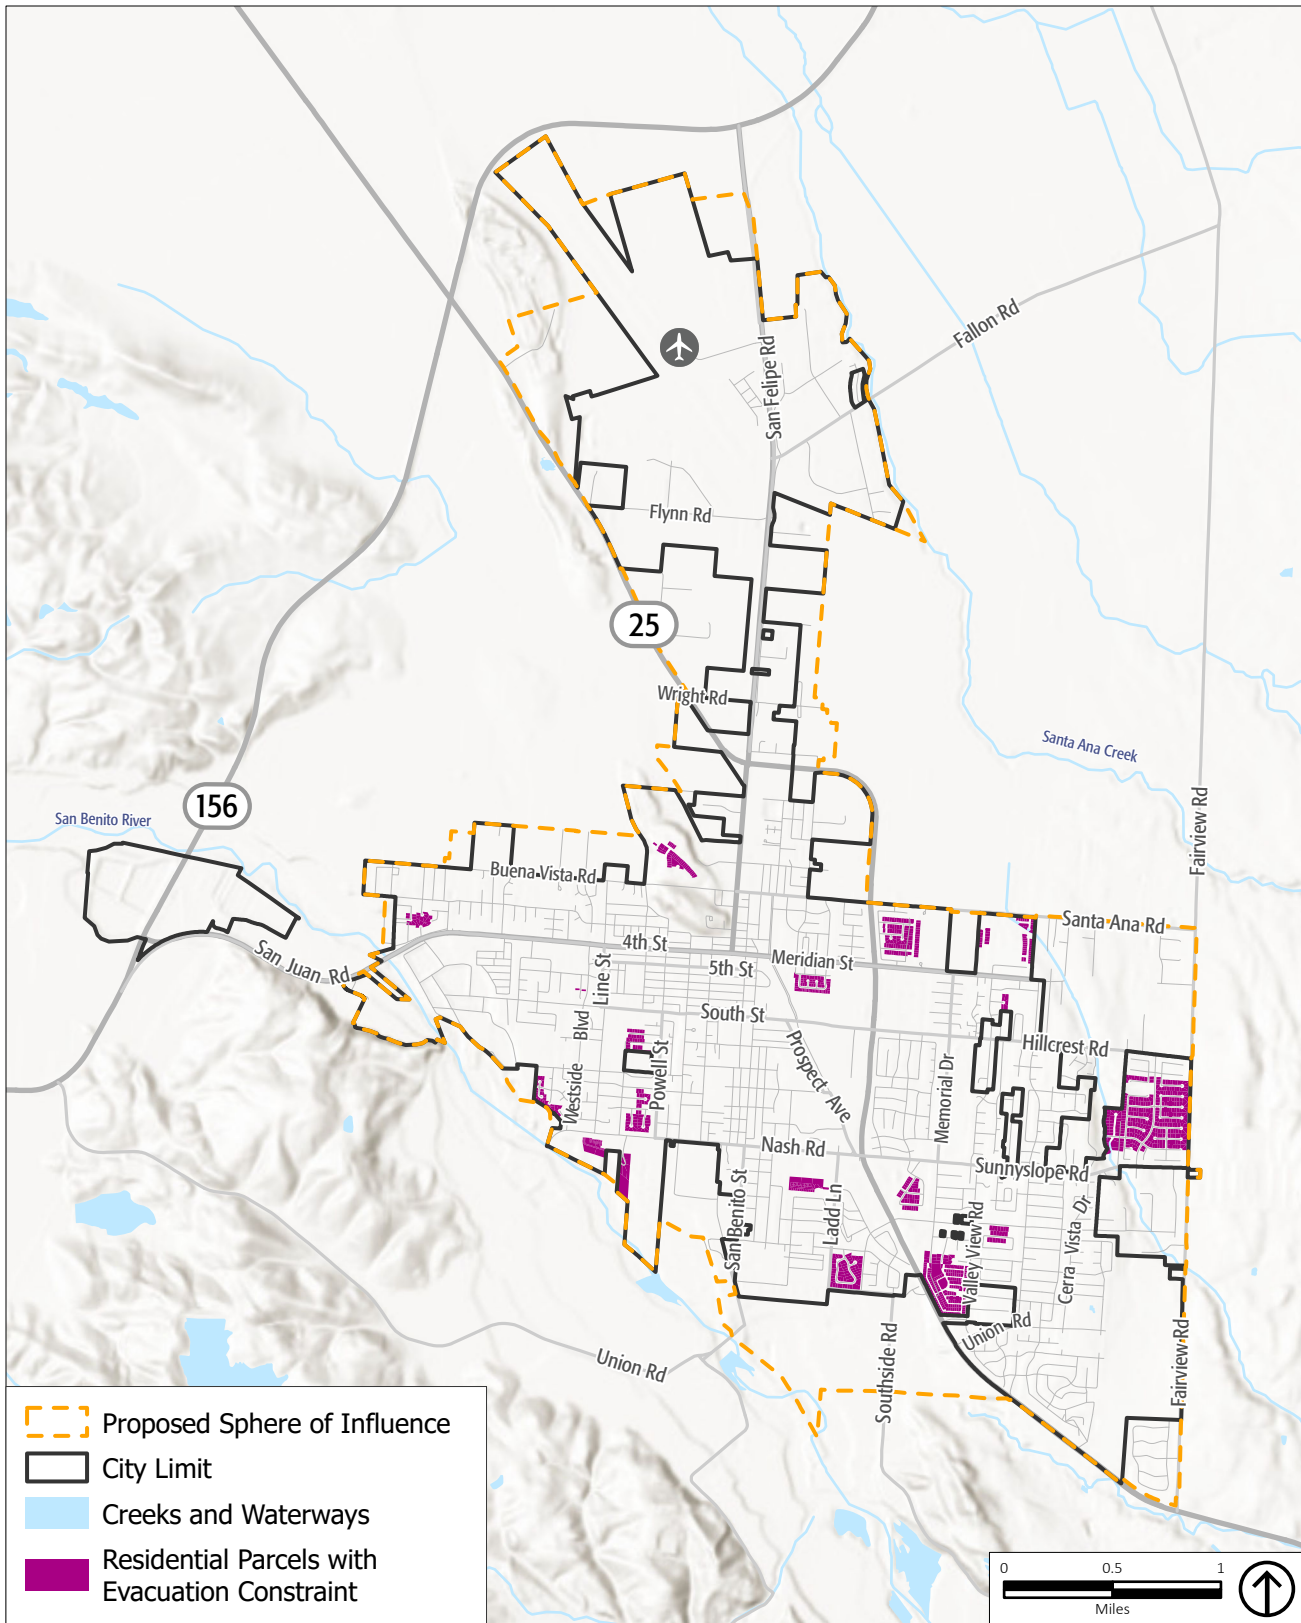 Fallon Rd
San Felipe Rd
Flynn Rd
25
Wright Rd
Santa Ana Creek
156
San Benito River
Fairview Rd
Buena Vista Rd
Santa Ana Rd
4th St
San Juan Rd
Line St
5th St
Meridian St
South St
Hillcrest Rd
Westside Blvd
Powell St
Prospect Ave
Memorial Dr
Nash Rd
Sunnyslope Rd
San Benito St
Ladd Ln
Valley View Rd
Cerra Vista Dr
Union Rd
Union Rd
Southside Rd
Fairview Rd
Proposed Sphere of Influence
City Limit
Creeks and Waterways
Residential Parcels with
Evacuation Constraint
0 0.5 1
Miles